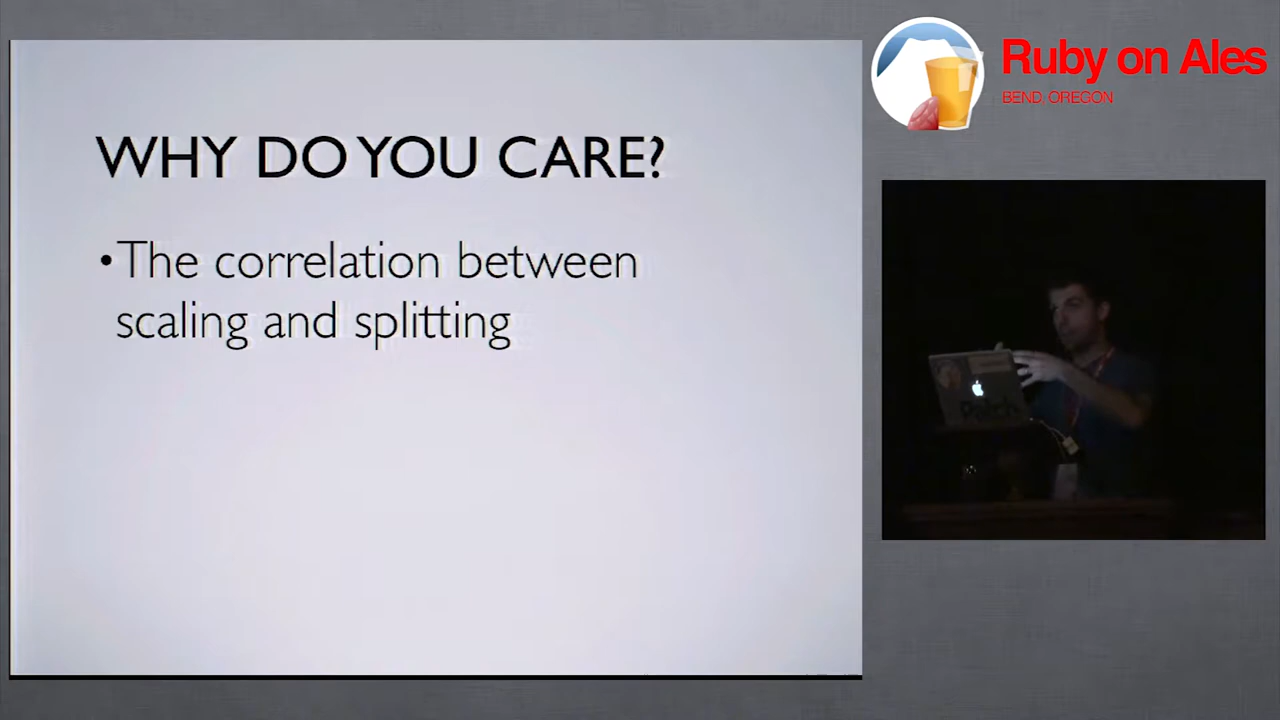 WHY DO YOU CARE?
•The correlation between
scaling and splitting
Ruby on Ales
BEND, OREGON